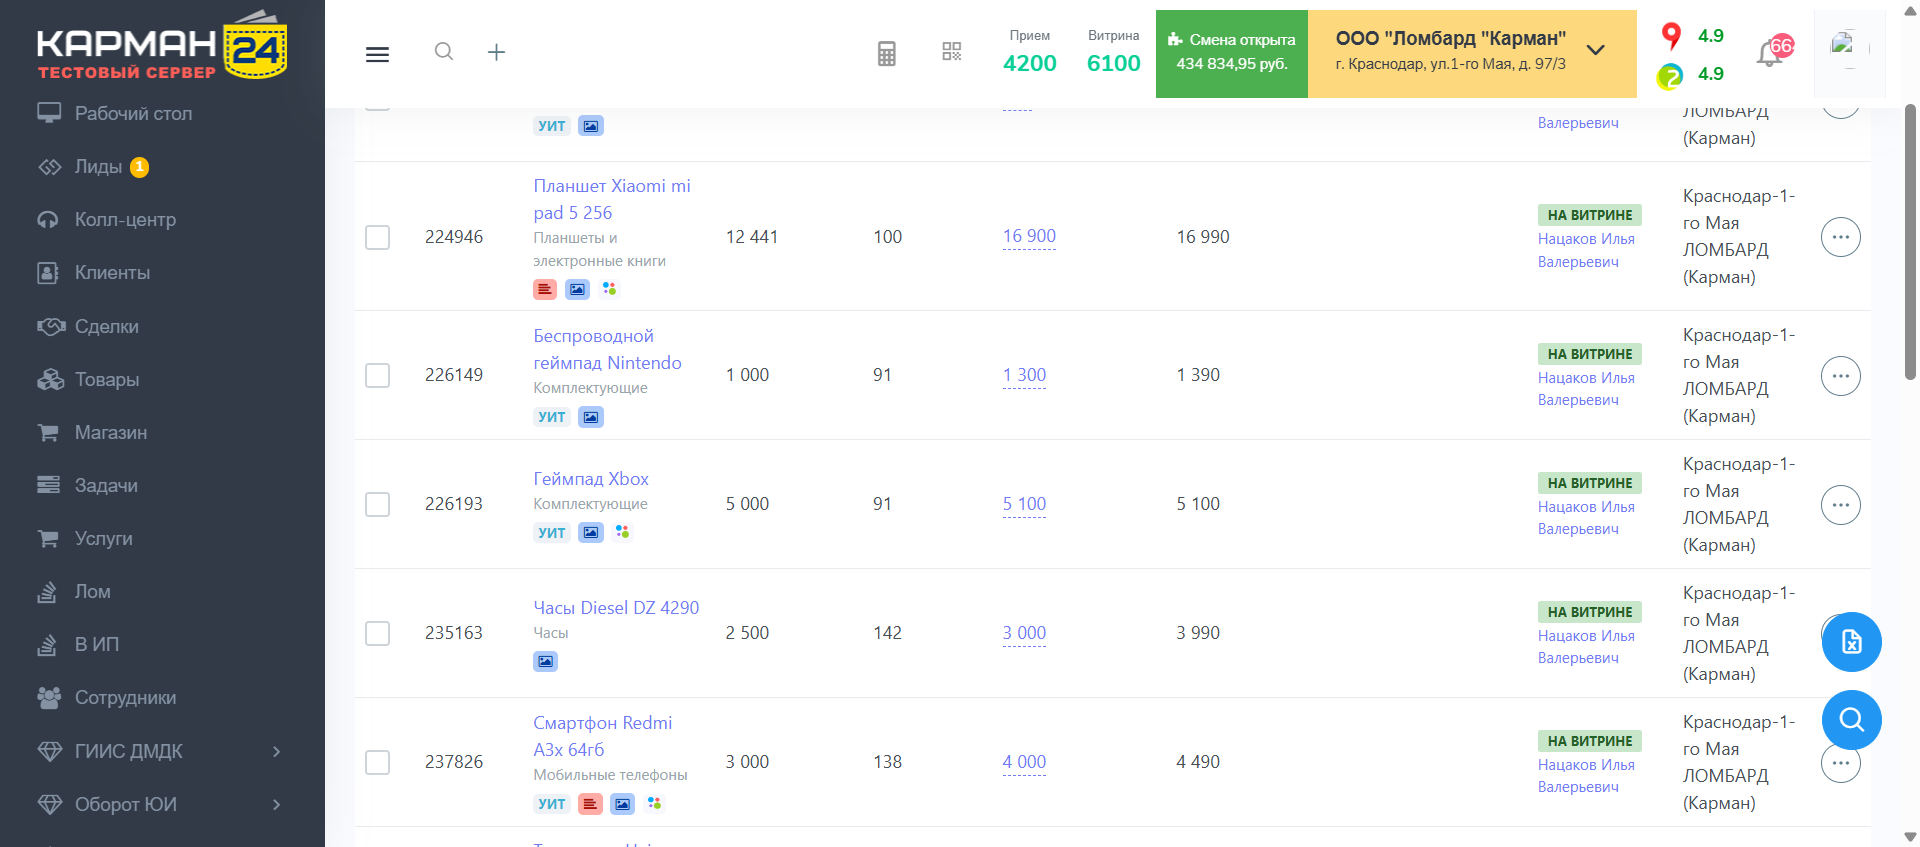 КАРМАН 24
ТЕСТОВЫЙ СЕРВЕР
Рабочий стол
Лиды 1
Колл-центр
Клиенты
Сделки
Товары
Магазин
Задачи
Услуги
Лом
В ИП
Сотрудники
ГИИС ДМДК
Оборот ЮИ
Прием
4200
Витрина
6100
Смена открыта
434 834,95 руб.
ООО "Ломбард "Карман"
г. Краснодар, ул.1-го Мая, д. 97/3
4.9
4.9
66
УИТ
Валерьевич
ЛОМБАРД
(Карман)
224946
Планшет Xiaomi mi
pad 5 256
Планшеты и
электронные книги
12 441
100
16 900
16 990
НА ВИТРИНЕ
Нацаков Илья
Валерьевич
Краснодар-1-
го Мая
ЛОМБАРД
(Карман)
226149
Беспроводной
геймпад Nintendo
Комплектующие
УИТ
1 000
91
1 300
1 390
НА ВИТРИНЕ
Нацаков Илья
Валерьевич
Краснодар-1-
го Мая
ЛОМБАРД
(Карман)
226193
Геймпад Xbox
Комплектующие
УИТ
5 000
91
5 100
5 100
НА ВИТРИНЕ
Нацаков Илья
Валерьевич
Краснодар-1-
го Мая
ЛОМБАРД
(Карман)
235163
Часы Diesel DZ 4290
Часы
2 500
142
3 000
3 990
НА ВИТРИНЕ
Нацаков Илья
Валерьевич
Краснодар-1-
го Мая
ЛОМБАРД
(Карман)
237826
Смартфон Redmi
A3x 64гб
Мобильные телефоны
УИТ
3 000
138
4 000
4 490
НА ВИТРИНЕ
Нацаков Илья
Валерьевич
Краснодар-1-
го Мая
ЛОМБАРД
(Карман)